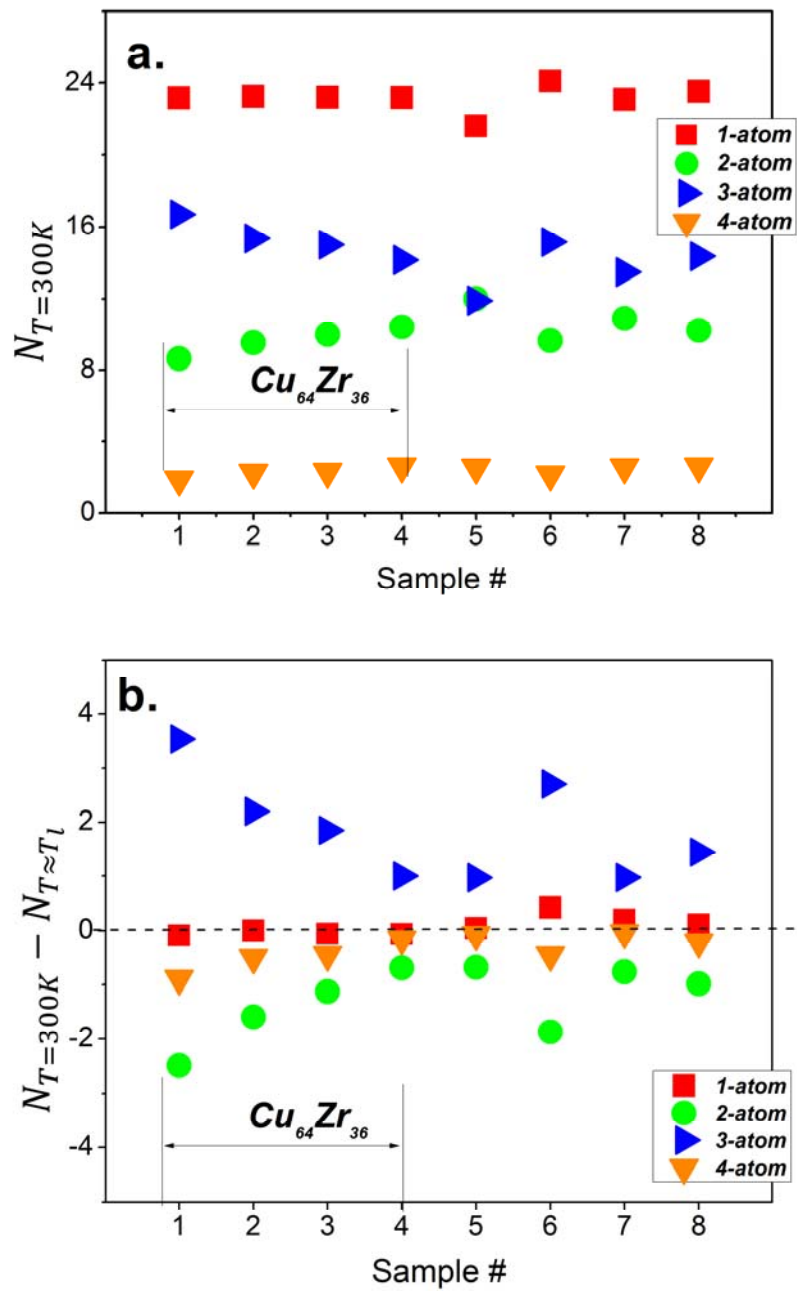 a.
24
16
8
0
N_{T=300K}
1-atom
2-atom
3-atom
4-atom
Cu₆₄Zr₃₆
1 2 3 4 5 6 7 8
Sample #
b.
4
2
0
-2
-4
N_{T=300K} − N_{T≈T_l}
Cu₆₄Zr₃₆
1-atom
2-atom
3-atom
4-atom
1 2 3 4 5 6 7 8
Sample #